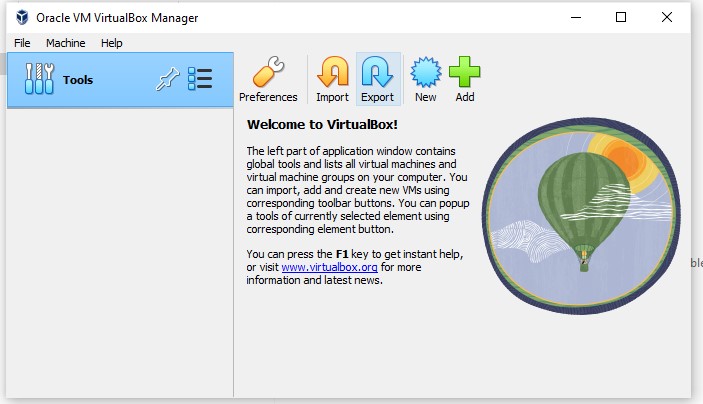 Oracle VM VirtualBox Manager
File Machine Help
Tools
Preferences Import Export New Add
Welcome to VirtualBox!
The left part of application window contains
global tools and lists all virtual machines and
virtual machine groups on your computer. You
can import, add and create new VMs using
corresponding toolbar buttons. You can popup
a tools of currently selected element using
corresponding element button.
You can press the F1 key to get instant help,
or visit www.virtualbox.org for more
information and latest news.